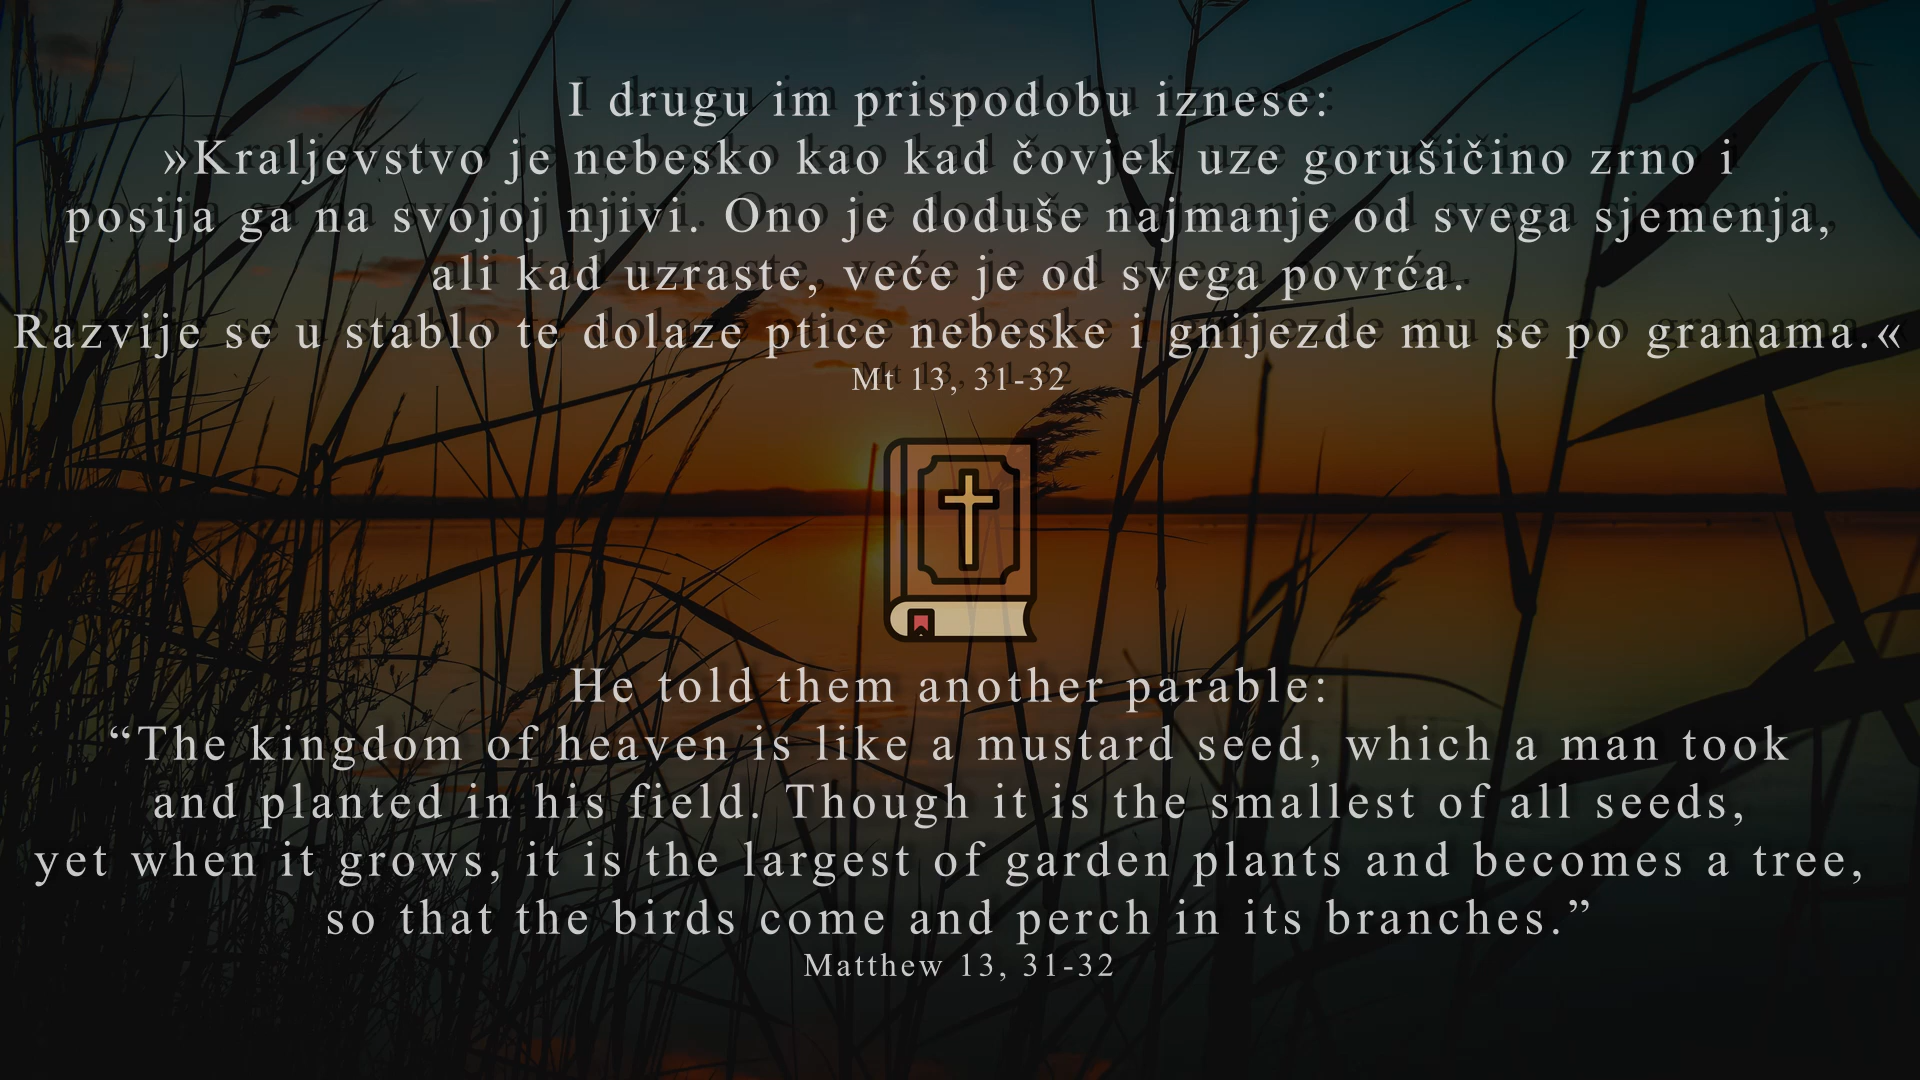 I drugu im prispodobu iznese:
»Kraljevstvo je nebesko kao kad čovjek uze gorušičino zrno i
posija ga na svojoj njivi. Ono je doduše najmanje od svega sjemenja,
ali kad uzraste, veće je od svega povrća.
Razvije se u stablo te dolaze ptice nebeske i gnijezde mu se po granama.«
Mt 13, 31-32
He told them another parable:
“The kingdom of heaven is like a mustard seed, which a man took
and planted in his field. Though it is the smallest of all seeds,
yet when it grows, it is the largest of garden plants and becomes a tree,
so that the birds come and perch in its branches.”
Matthew 13, 31-32